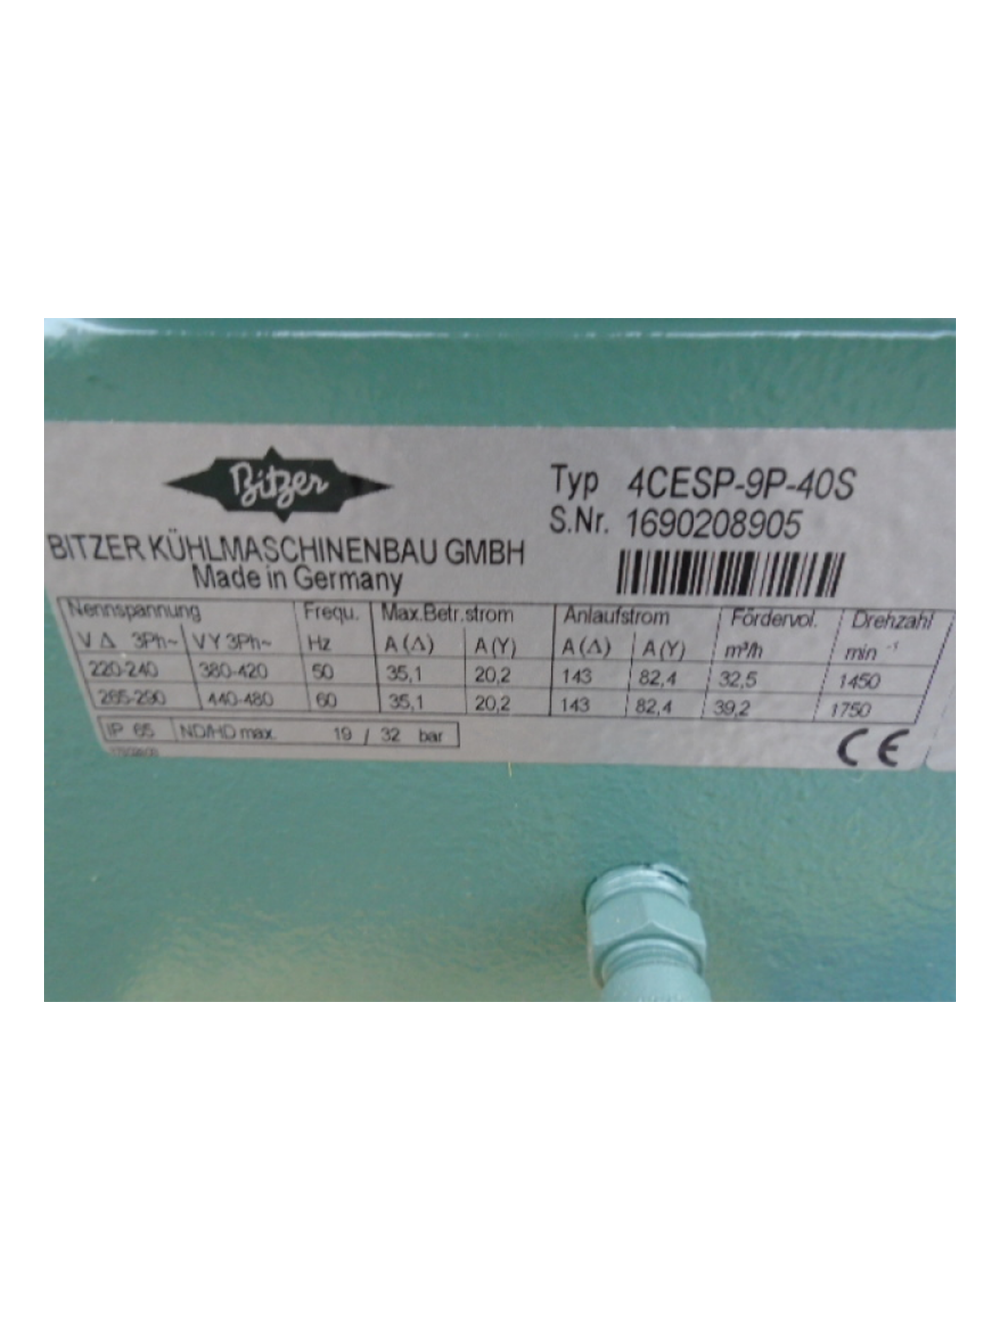 Bitzer
Typ 4CESP-9P-40S
S.Nr. 1690208905
BITZER KÜHLMASCHINENBAU GMBH
Made in Germany
Nennspannung Frequ. Max.Betr.strom Anlaufstrom Fördervol. Drehzahl
V Δ 3Ph~ V Y 3Ph~ Hz A (Δ) A (Y) A (Δ) A (Y) m³/h min⁻¹
220-240 380-420 50 35,1 20,2 143 82,4 32,5 1450
265-290 440-480 60 35,1 20,2 143 82,4 39,2 1750
IP 65 ND/HD max. 19 / 32 bar
CE